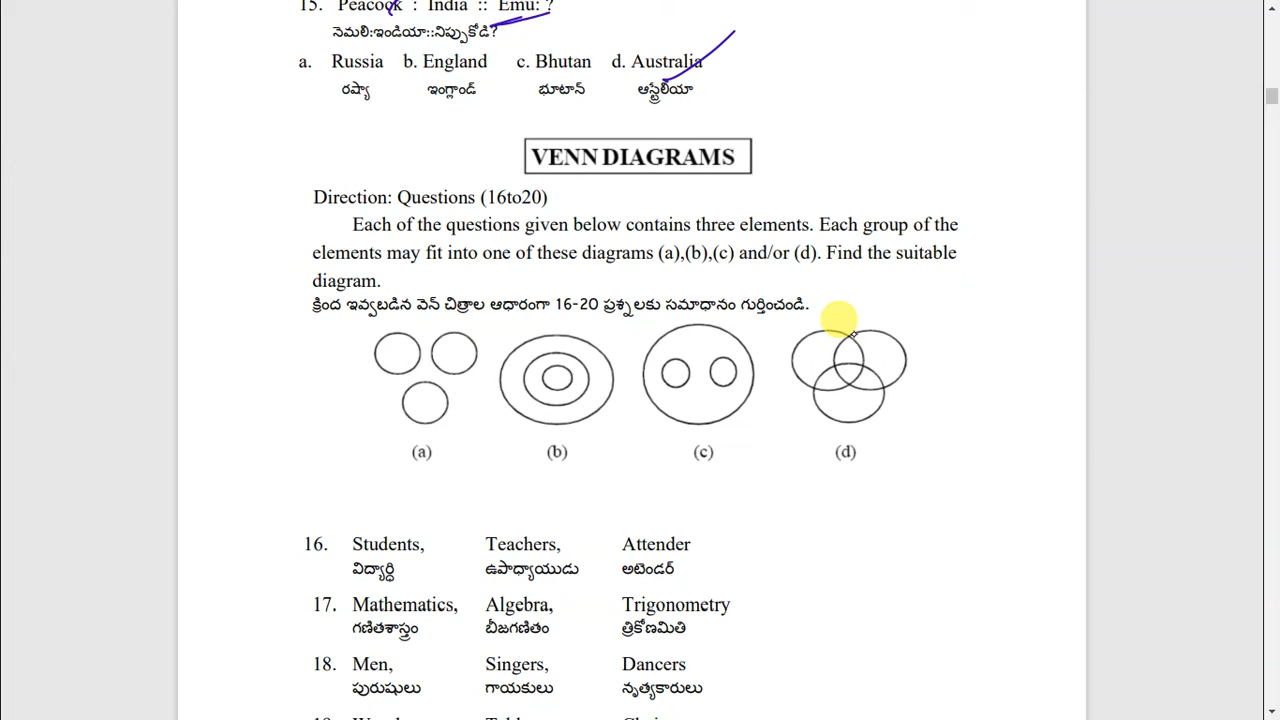 15. Peacock : India :: Emu: ?
నెమలి:ఇండియా::నిప్పుకోడి?
a. Russia b. England c. Bhutan d. Australia
రష్యా ఇంగ్లాండ్ భూటాన్ ఆస్ట్రేలియా
VENN DIAGRAMS
Direction: Questions (16to20)
Each of the questions given below contains three elements. Each group of the
elements may fit into one of these diagrams (a),(b),(c) and/or (d). Find the suitable
diagram.
క్రింద ఇవ్వబడిన వెన్ చిత్రాల ఆధారంగా 16-20 ప్రశ్నలకు సమాధానం గుర్తించండి.
(a) (b) (c) (d)
16. Students, Teachers, Attender
విద్యార్ధి ఉపాధ్యాయుడు అటెండర్
17. Mathematics, Algebra, Trigonometry
గణితశాస్త్రం బీజగణితం త్రికోణమితి
18. Men, Singers, Dancers
పురుషులు గాయకులు నృత్యకారులు